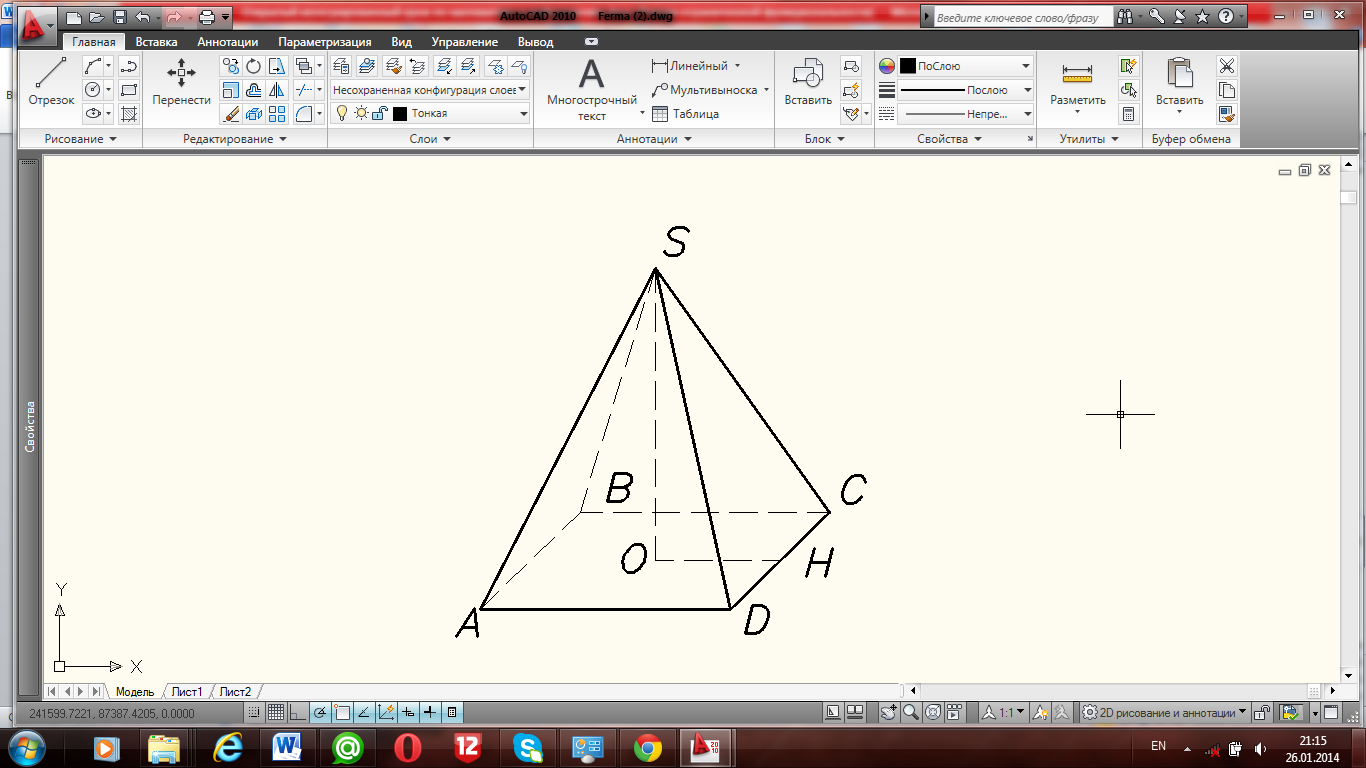 AutoCAD 2010 Ferma (2).dwg
Введите ключевое слово/фразу
Главная Вставка Аннотации Параметризация Вид Управление Вывод
Отрезок
Перенести
Несохраненная конфигурация слоев
Тонкая
Многострочный
текст
Линейный
Мультивыноска
Таблица
Вставить
ПоСлою
Послою
Непре...
Разметить
Вставить
Рисование Редактирование Слои Аннотации Блок Свойства Утилиты Буфер обмена
Свойства
S
B
C
O
H
A
D
Y
X
Модель Лист1 Лист2
241599.7221, 87387.4205, 0.0000
1:1
2D рисование и аннотации
12
EN
21:15
26.01.2014